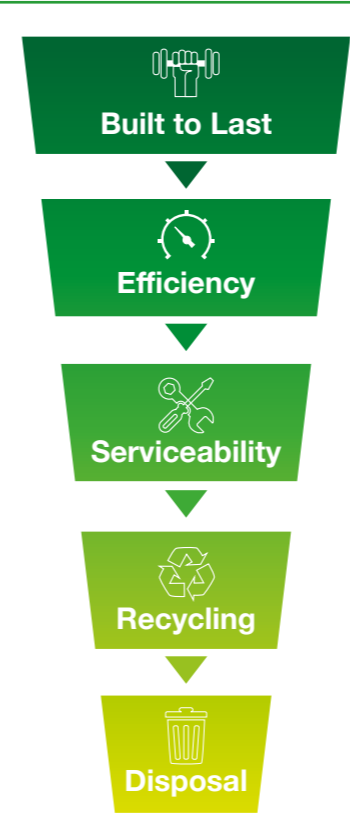 Built to Last
Efficiency
Serviceability
Recycling
Disposal